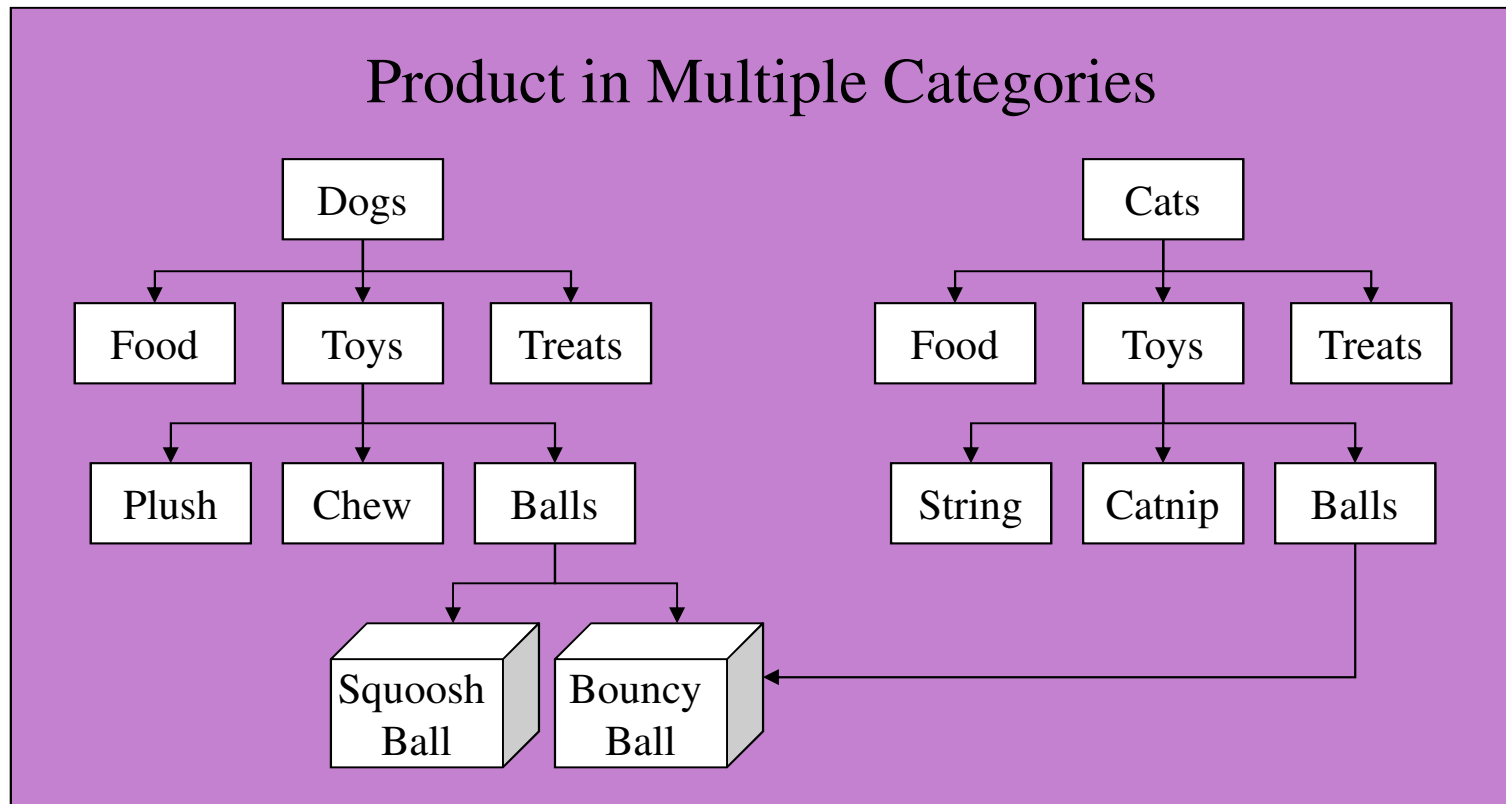 Product in Multiple Categories
Dogs
Cats
Food
Toys
Treats
Food
Toys
Treats
Plush
Chew
Balls
String
Catnip
Balls
Squoosh
Ball
Bouncy
Ball